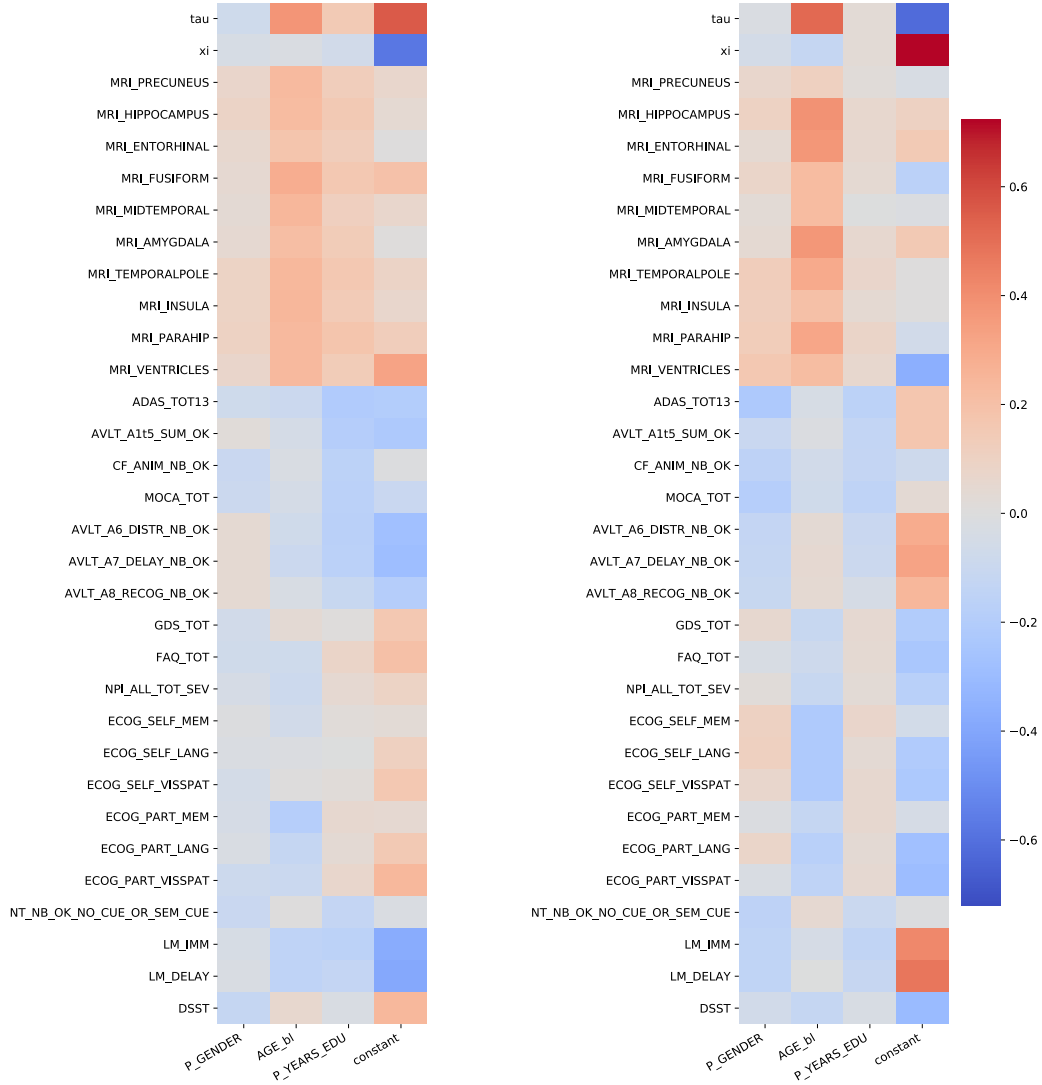 tau
xi
MRI_PRECUNEUS
MRI_HIPPOCAMPUS
MRI_ENTORHINAL
MRI_FUSIFORM
MRI_MIDTEMPORAL
MRI_AMYGDALA
MRI_TEMPORALPOLE
MRI_INSULA
MRI_PARAHIP
MRI_VENTRICLES
ADAS_TOT13
AVLT_A1t5_SUM_OK
CF_ANIM_NB_OK
MOCA_TOT
AVLT_A6_DISTR_NB_OK
AVLT_A7_DELAY_NB_OK
AVLT_A8_RECOG_NB_OK
GDS_TOT
FAQ_TOT
NPI_ALL_TOT_SEV
ECOG_SELF_MEM
ECOG_SELF_LANG
ECOG_SELF_VISSPAT
ECOG_PART_MEM
ECOG_PART_LANG
ECOG_PART_VISSPAT
NT_NB_OK_NO_CUE_OR_SEM_CUE
LM_IMM
LM_DELAY
DSST
P_GENDER
AGE_bl
P_YEARS_EDU
constant
tau
xi
MRI_PRECUNEUS
MRI_HIPPOCAMPUS
MRI_ENTORHINAL
MRI_FUSIFORM
MRI_MIDTEMPORAL
MRI_AMYGDALA
MRI_TEMPORALPOLE
MRI_INSULA
MRI_PARAHIP
MRI_VENTRICLES
ADAS_TOT13
AVLT_A1t5_SUM_OK
CF_ANIM_NB_OK
MOCA_TOT
AVLT_A6_DISTR_NB_OK
AVLT_A7_DELAY_NB_OK
AVLT_A8_RECOG_NB_OK
GDS_TOT
FAQ_TOT
NPI_ALL_TOT_SEV
ECOG_SELF_MEM
ECOG_SELF_LANG
ECOG_SELF_VISSPAT
ECOG_PART_MEM
ECOG_PART_LANG
ECOG_PART_VISSPAT
NT_NB_OK_NO_CUE_OR_SEM_CUE
LM_IMM
LM_DELAY
DSST
P_GENDER
AGE_bl
P_YEARS_EDU
constant
0.6
0.4
0.2
0.0
−0.2
−0.4
−0.6